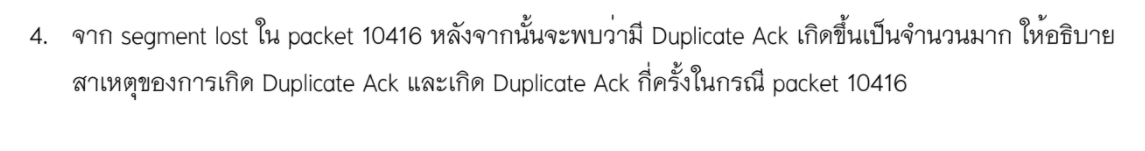 4. จาก segment lost ใน packet 10416 หลังจากนั้นจะพบว่ามี Duplicate Ack เกิดขึ้นเป็นจำนวนมาก ให้อธิบาย
สาเหตุของการเกิด Duplicate Ack และเกิด Duplicate Ack กี่ครั้งในกรณี packet 10416